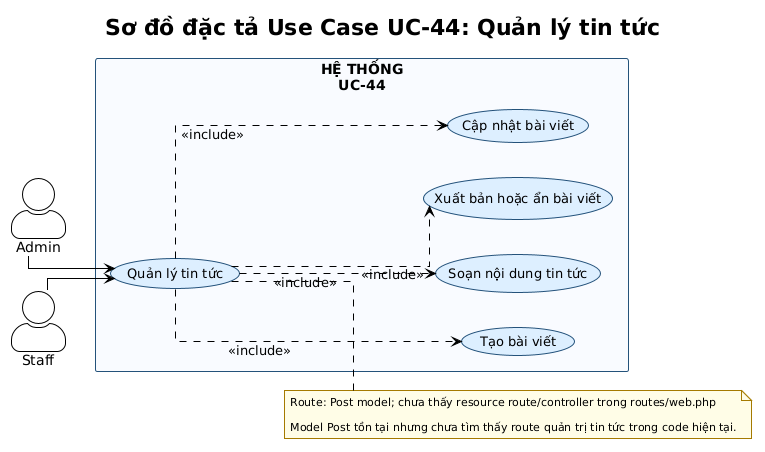 Sơ đồ đặc tả Use Case UC-44: Quản lý tin tức
HỆ THỐNG
UC-44
Cập nhật bài viết
«include»
Xuất bản hoặc ẩn bài viết
Admin
Quản lý tin tức
«include»
«include»
Soạn nội dung tin tức
Tạo bài viết
«include»
Staff
Route: Post model; chưa thấy resource route/controller trong routes/web.php
Model Post tồn tại nhưng chưa tìm thấy route quản trị tin tức trong code hiện tại.